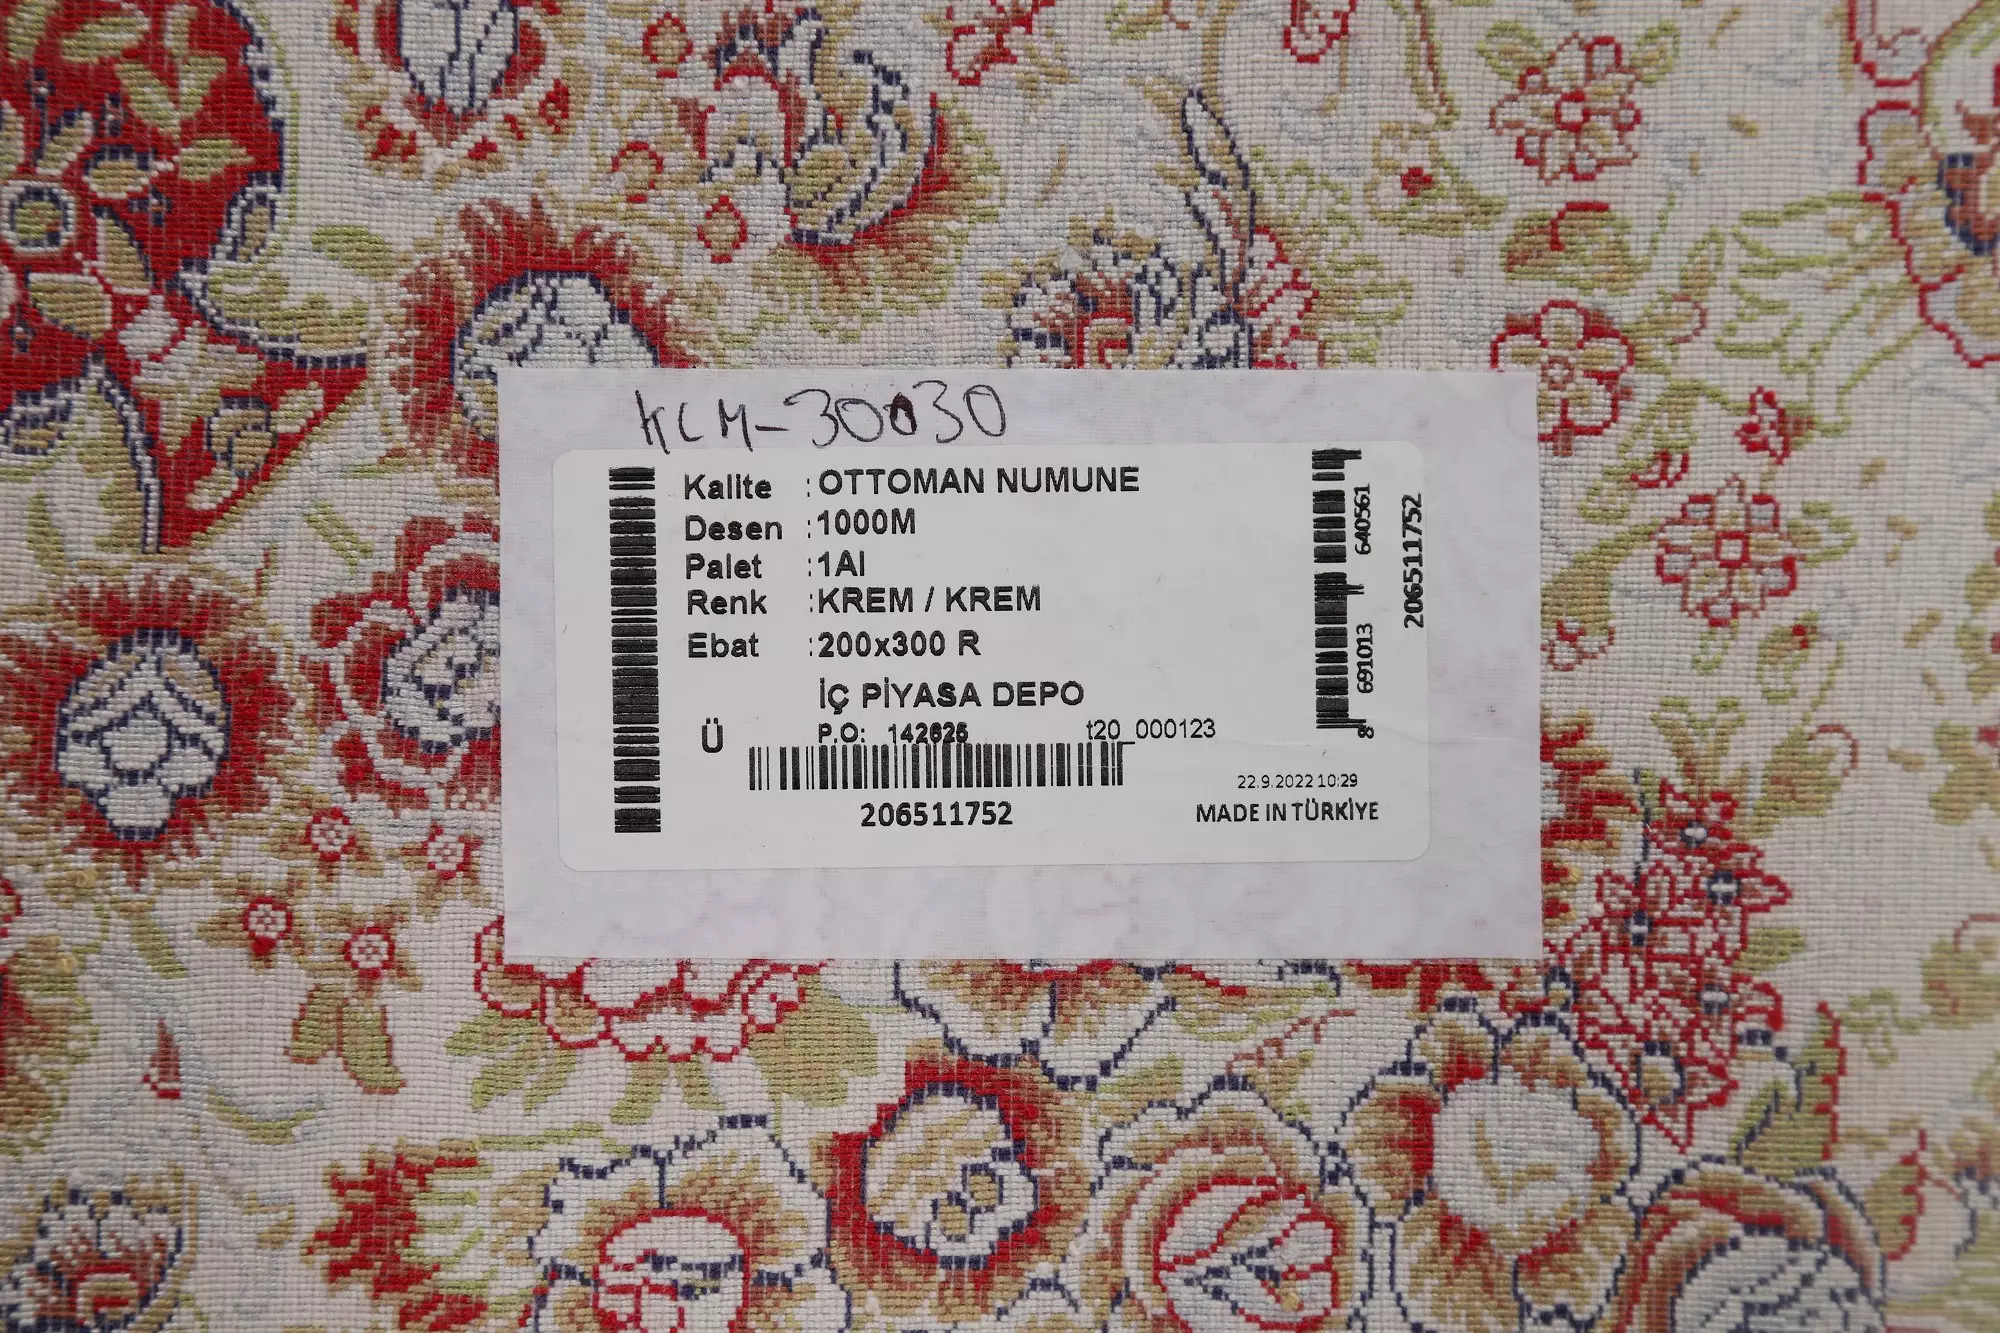 KCM-30030
Kalite :OTTOMAN NUMUNE
Desen :1000M
Palet :1AI
Renk :KREM / KREM
Ebat :200x300 R
İÇ PİYASA DEPO
Ü P.O: 142625 t20_000123
206511752
22.9.2022 10:29
MADE IN TÜRKİYE
8 691013 640561
206511752